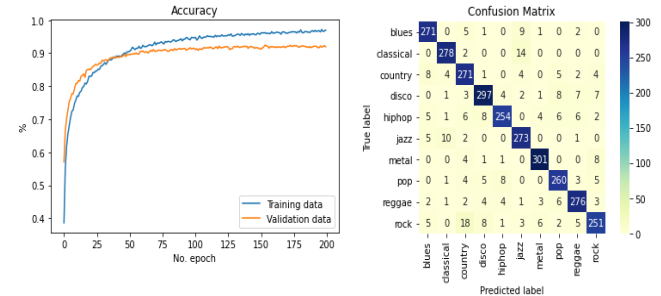 Accuracy
1.0
0.9
0.8
0.7
0.6
0.5
0.4
%
0 25 50 75 100 125 150 175 200
No. epoch
Training data
Validation data
Confusion Matrix
True label
blues 271 0 5 1 0 9 1 0 2 0
classical 0 278 2 0 0 14 0 0 0 0
country 8 4 271 1 0 4 0 5 2 4
disco 0 1 3 297 4 2 1 8 7 7
hiphop 5 1 6 8 254 0 4 6 6 2
jazz 5 10 2 0 0 273 0 0 1 0
metal 0 0 4 1 1 0 301 0 0 8
pop 0 1 4 5 8 0 0 260 3 5
reggae 2 1 2 4 4 1 3 6 276 3
rock 5 0 18 8 1 3 6 2 5 251
blues classical country disco hiphop jazz metal pop reggae rock
Predicted label
300
250
200
150
100
50
0